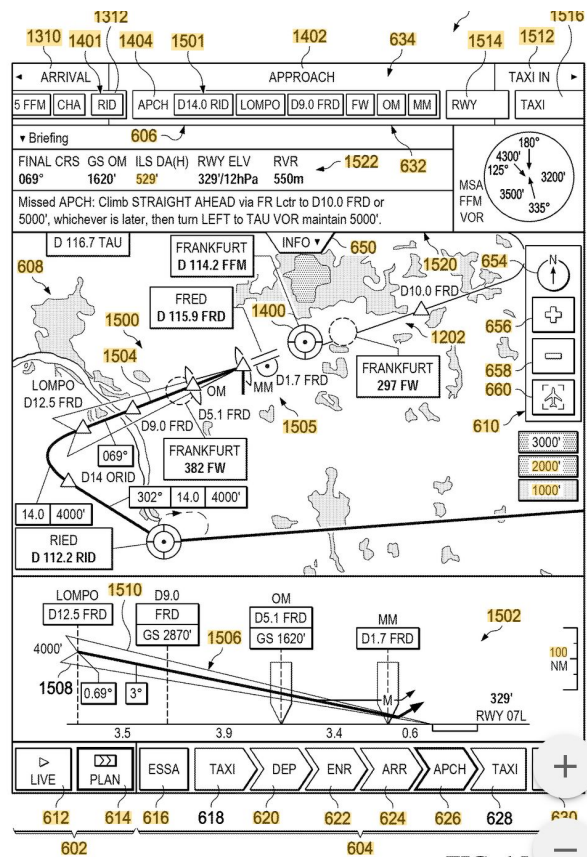 1312
1516
1310 1401 1404 1501 1402 634 1514 1512
ARRIVAL APPROACH TAXI IN
5 FFM CHA RID APCH D14.0 RID LOMPO D9.0 FRD FW OM MM RWY TAXI
▾ Briefing 606 632
FINAL CRS GS OM ILS DA(H) RWY ELV RVR
069° 1620' 529' 329'/12hPa 550m 1522
Missed APCH: Climb STRAIGHT AHEAD via FR Lctr to D10.0 FRD or
5000', whichever is later, then turn LEFT to TAU VOR maintain 5000'.
180°
4300'
125° 3200'
MSA
FFM 3500'
VOR 335°
D 116.7 TAU
FRANKFURT
D 114.2 FFM
INFO ▾ 650 1520 654 N
608
FRED
D 115.9 FRD
1400
D10.0 FRD
1500
1202 656
1504
658
LOMPO
D12.5 FRD
OM
MM D1.7 FRD
FRANKFURT
297 FW
660
D5.1 FRD
D9.0 FRD
1505
610
069°
FRANKFURT
382 FW
3000'
D14 ORID
2000'
302° 14.0 4000'
1000'
14.0 4000'
RIED
D 112.2 RID
LOMPO 1510 D9.0 OM
D12.5 FRD FRD D5.1 FRD MM 1502
GS 2870' 1506 GS 1620' D1.7 FRD
4000'
100
NM
1508 0.69° 3° M
329'
RWY 07L
3.5 3.9 3.4 0.6
LIVE PLAN ESSA TAXI DEP ENR ARR APCH TAXI
612 614 616 618 620 622 624 626 628 630
602 604